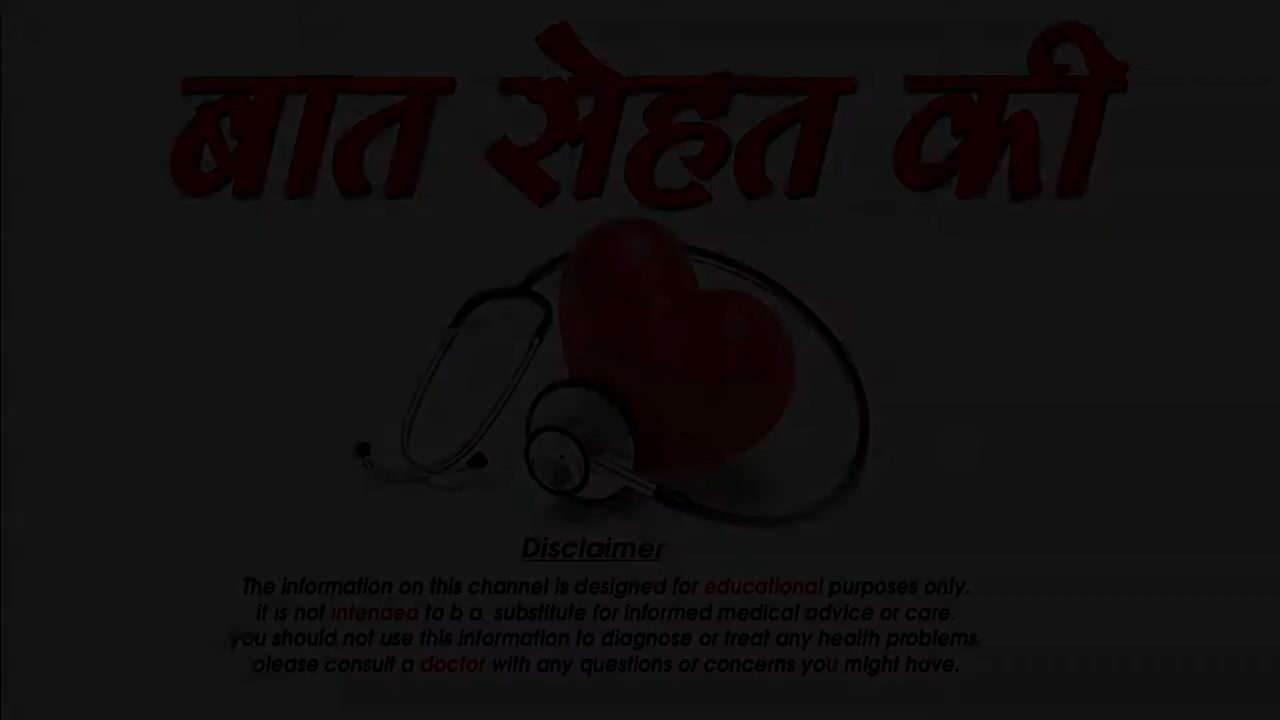 बात सेहत की
Disclaimer
The information on this channel is designed for educational purposes only.
it is not intended to b a substitute for informed medical advice or care.
you should not use this information to diagnose or treat any health problems
please consult a doctor with any questions or concerns you might have.